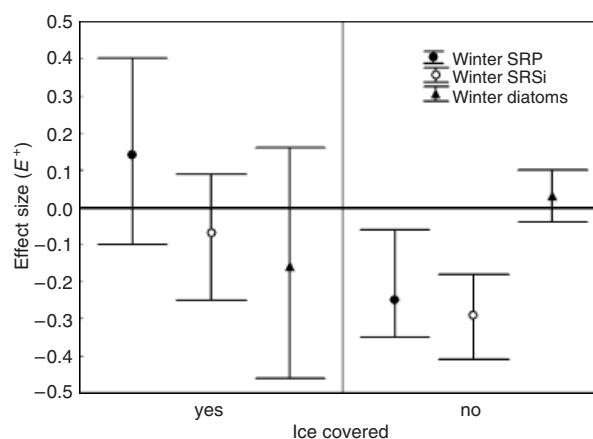 0.5
0.4
0.3
0.2
0.1
0.0
−0.1
−0.2
−0.3
−0.4
−0.5
Effect size (E+)
Winter SRP
Winter SRSi
Winter diatoms
yes
no
Ice covered